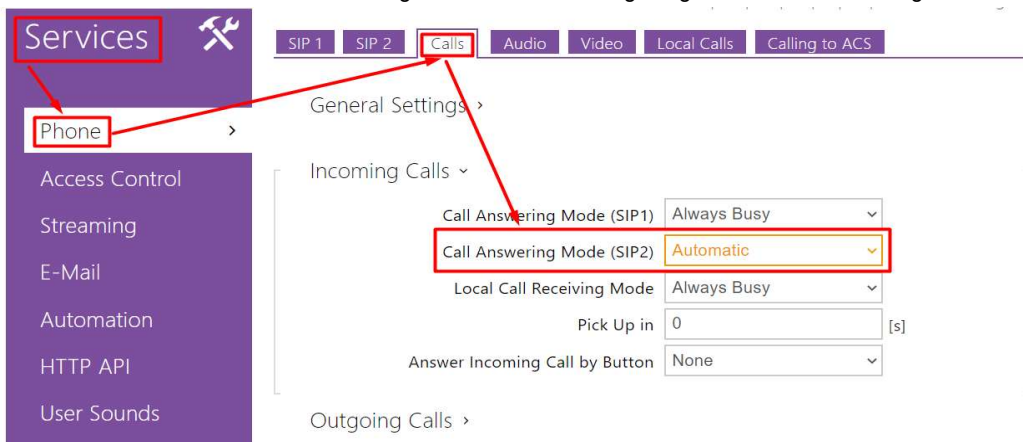 Services
SIP 1 SIP 2 Calls Audio Video Local Calls Calling to ACS
General Settings
Phone
Incoming Calls
Access Control
Call Answering Mode (SIP1) Always Busy
Streaming
Call Answering Mode (SIP2) Automatic
E-Mail
Local Call Receiving Mode Always Busy
Automation
Pick Up in 0 [s]
HTTP API
Answer Incoming Call by Button None
User Sounds
Outgoing Calls